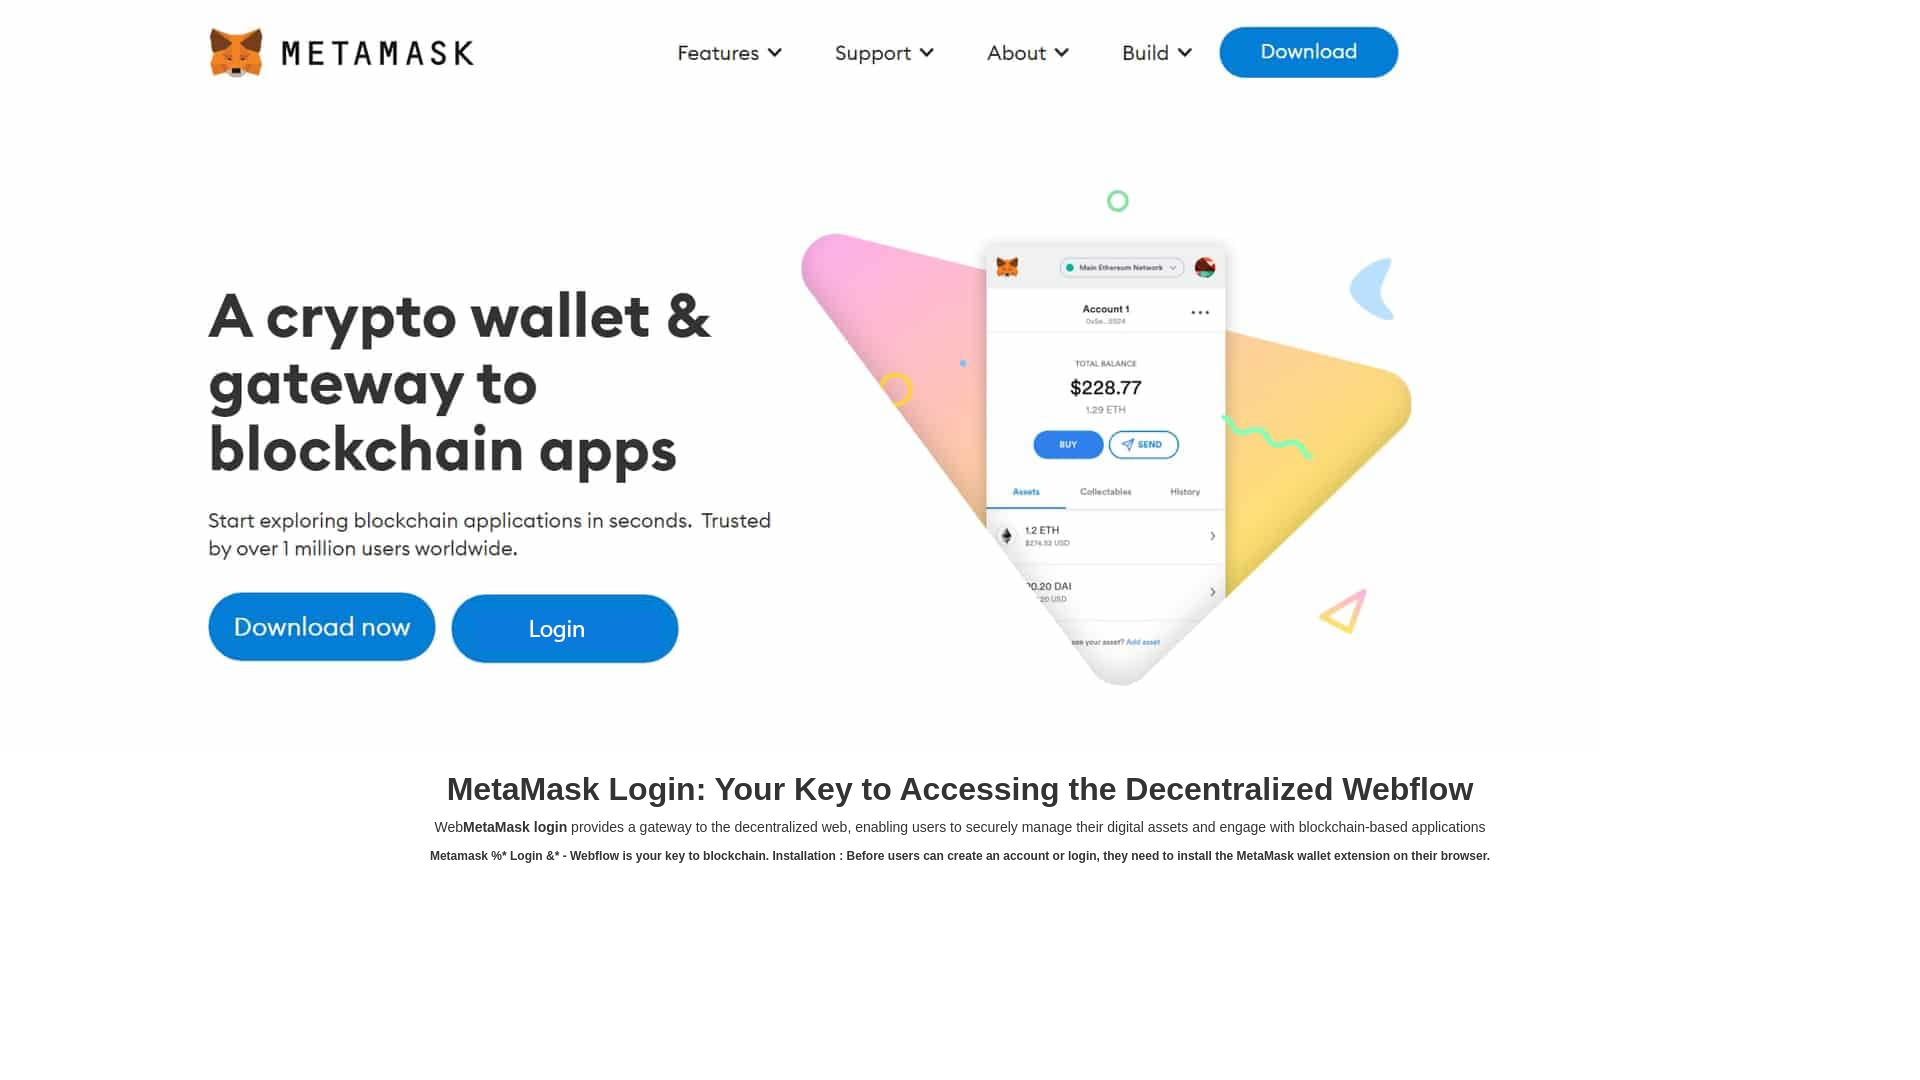 METAMASK
Features
Support
About
Build
Download
A crypto wallet &
gateway to
blockchain apps
Start exploring blockchain applications in seconds. Trusted
by over 1 million users worldwide.
Download now
Login
Main Ethereum Network
Account 1
TOTAL BALANCE
$228.77
1.29 ETH
BUY
SEND
Assets
Collectables
History
1.2 ETH
$274.52 USD
0.20 DAI
.20 USD
see your asset? Add asset
MetaMask Login: Your Key to Accessing the Decentralized Webflow
WebMetaMask login provides a gateway to the decentralized web, enabling users to securely manage their digital assets and engage with blockchain-based applications
Metamask %* Login &* - Webflow is your key to blockchain. Installation : Before users can create an account or login, they need to install the MetaMask wallet extension on their browser.